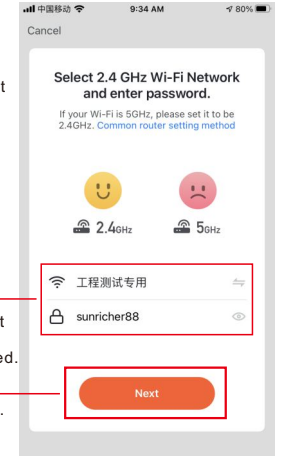 中国移动 9:34 AM 80%
Cancel
Select 2.4 GHz Wi-Fi Network
and enter password.
If your Wi-Fi is 5GHz, please set it to be
2.4GHz. Common router setting method
2.4GHz 5GHz
工程测试专用
sunricher88
Next
t
t
ed.
.